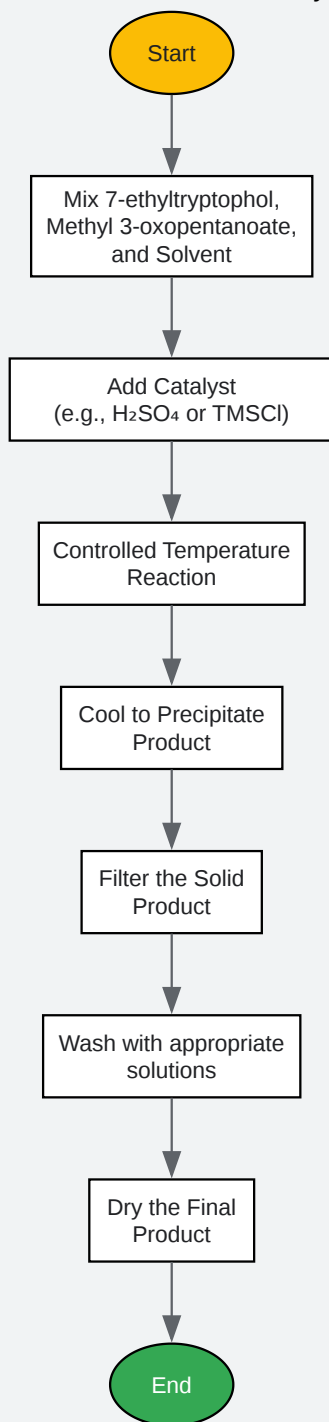 Start
Mix 7-ethyltryptophol,
Methyl 3-oxopentanoate,
and Solvent
Add Catalyst
(e.g., H₂SO₄ or TMSCl)
Controlled Temperature
Reaction
Cool to Precipitate
Product
Filter the Solid
Product
Wash with appropriate
solutions
Dry the Final
Product
End